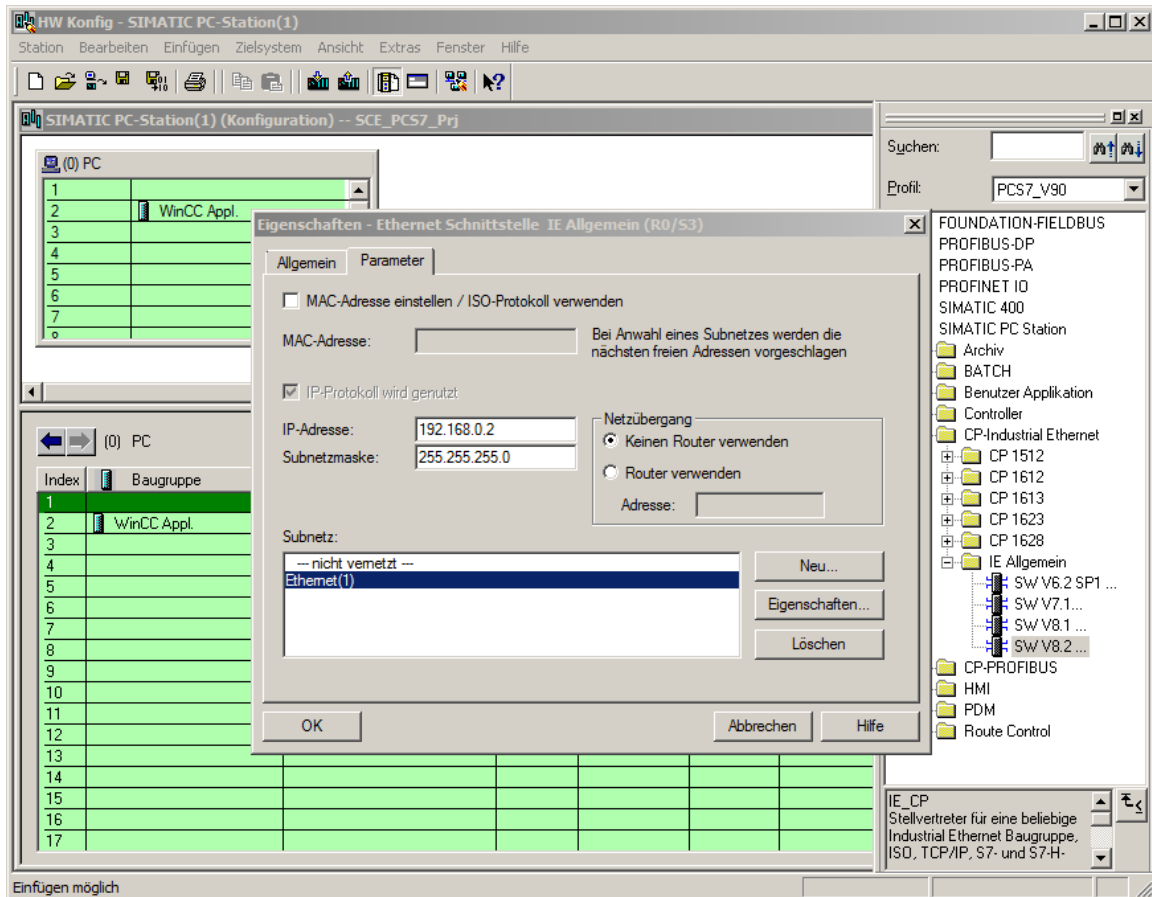 HW Konfig - SIMATIC PC-Station(1)
Station Bearbeiten Einfügen Zielsystem Ansicht Extras Fenster Hilfe
SIMATIC PC-Station(1) (Konfiguration) -- SCE_PCS7_Prj
(0) PC
1
2 WinCC Appl.
3
4
5
6
7
8
(0) PC
Index Baugruppe
1
2 WinCC Appl.
3
4
5
6
7
8
9
10
11
12
13
14
15
16
17
Eigenschaften - Ethernet Schnittstelle IE Allgemein (R0/S3)
Allgemein Parameter
MAC-Adresse einstellen / ISO-Protokoll verwenden
MAC-Adresse:
Bei Anwahl eines Subnetzes werden die
nächsten freien Adressen vorgeschlagen
IP-Protokoll wird genutzt
IP-Adresse: 192.168.0.2
Subnetzmaske: 255.255.255.0
Netzübergang
Keinen Router verwenden
Router verwenden
Adresse:
Subnetz:
--- nicht vernetzt ---
Ethernet(1)
Neu...
Eigenschaften...
Löschen
OK Abbrechen Hilfe
Suchen:
Profil: PCS7_V90
FOUNDATION-FIELDBUS
PROFIBUS-DP
PROFIBUS-PA
PROFINET IO
SIMATIC 400
SIMATIC PC Station
Archiv
BATCH
Benutzer Applikation
Controller
CP-Industrial Ethernet
CP 1512
CP 1612
CP 1613
CP 1623
CP 1628
IE Allgemein
SW V6.2 SP1 ...
SW V7.1...
SW V8.1 ...
SW V8.2 ...
CP-PROFIBUS
HMI
PDM
Route Control
IE_CP
Stellvertreter für eine beliebige
Industrial Ethernet Baugruppe,
ISO, TCP/IP, S7- und S7-H-
Einfügen möglich